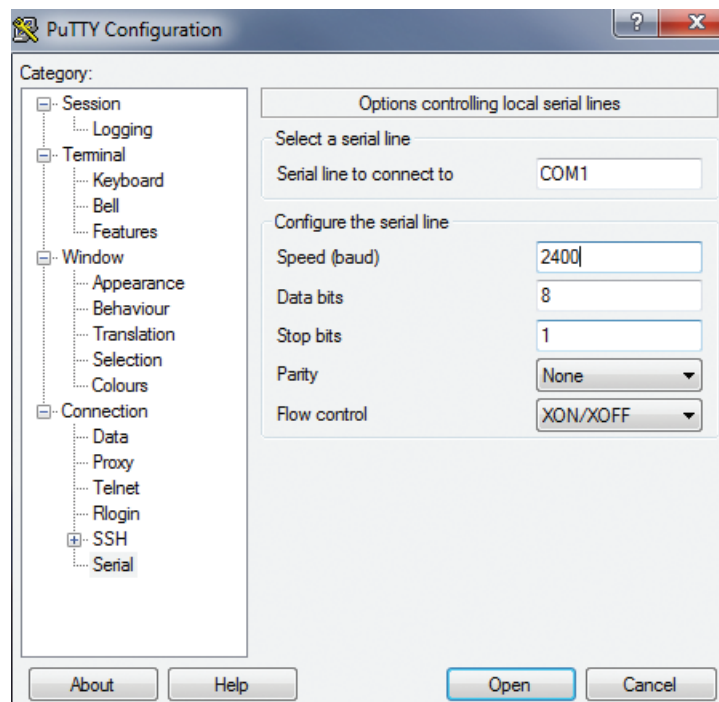 PuTTY Configuration
?
X
Category:
Session
Logging
Terminal
Keyboard
Bell
Features
Window
Appearance
Behaviour
Translation
Selection
Colours
Connection
Data
Proxy
Telnet
Rlogin
SSH
Serial
Options controlling local serial lines
Select a serial line
Serial line to connect to COM1
Configure the serial line
Speed (baud) 2400
Data bits 8
Stop bits 1
Parity None
Flow control XON/XOFF
About Help Open Cancel